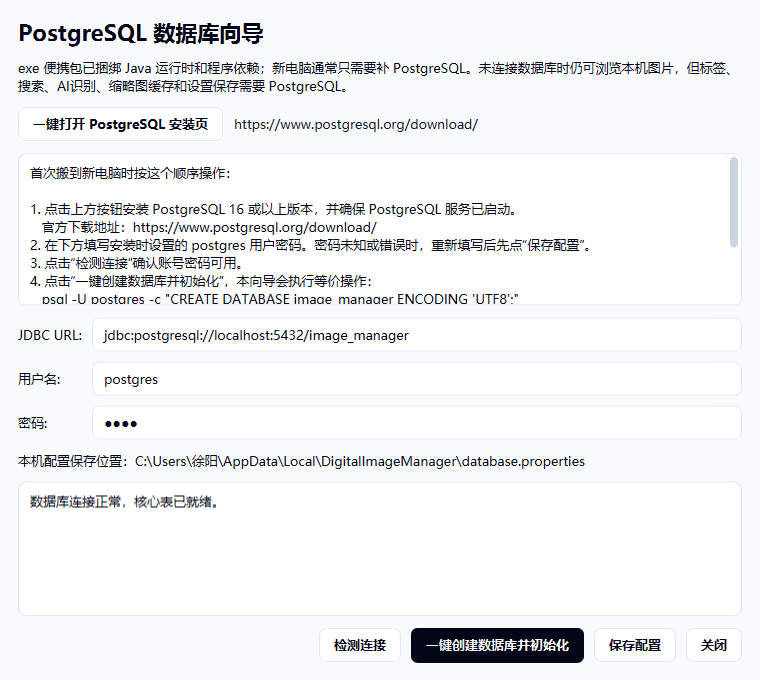 PostgreSQL 数据库向导
exe 便携包已捆绑 Java 运行时和程序依赖；新电脑通常只需要补 PostgreSQL。未连接数据库时仍可浏览本机图片，但标签、
搜索、AI识别、缩略图缓存和设置保存需要 PostgreSQL。
一键打开 PostgreSQL 安装页 https://www.postgresql.org/download/
首次搬到新电脑时按这个顺序操作：
1. 点击上方按钮安装 PostgreSQL 16 或以上版本，并确保 PostgreSQL 服务已启动。
官方下载地址：https://www.postgresql.org/download/
2. 在下方填写安装时设置的 postgres 用户密码。密码未知或错误时，重新填写后先点“保存配置”。
3. 点击“检测连接”确认账号密码可用。
4. 点击“一键创建数据库并初始化”，本向导会执行等价操作：
psql -U postgres -c "CREATE DATABASE image_manager ENCODING 'UTF8';"
JDBC URL: jdbc:postgresql://localhost:5432/image_manager
用户名: postgres
密码: ●●●●
本机配置保存位置：C:\Users\徐阳\AppData\Local\DigitalImageManager\database.properties
数据库连接正常，核心表已就绪。
检测连接 一键创建数据库并初始化 保存配置 关闭